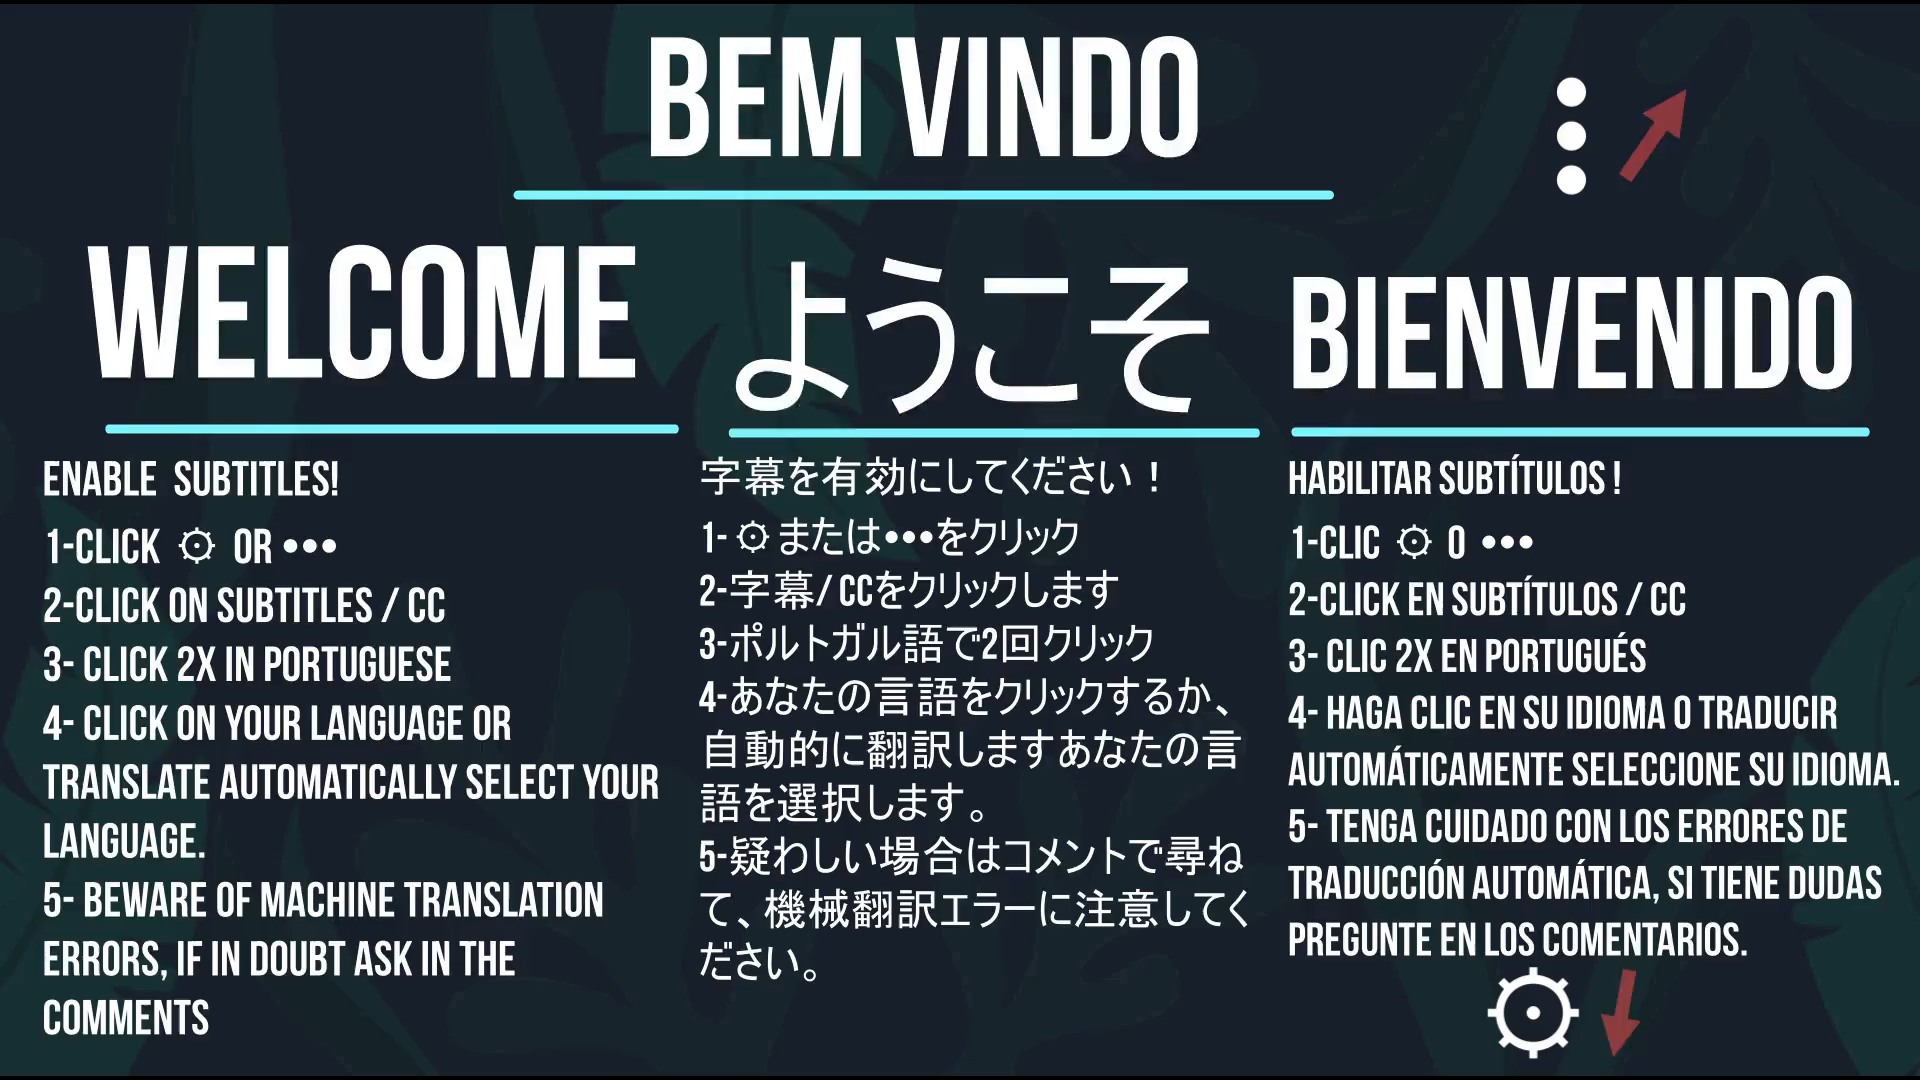 BEM VINDO
WELCOME
ENABLE SUBTITLES!
1-CLICK ⚙ OR •••
2-CLICK ON SUBTITLES / CC
3- CLICK 2X IN PORTUGUESE
4- CLICK ON YOUR LANGUAGE OR
TRANSLATE AUTOMATICALLY SELECT YOUR
LANGUAGE.
5- BEWARE OF MACHINE TRANSLATION
ERRORS, IF IN DOUBT ASK IN THE
COMMENTS
ようこそ
字幕を有効にしてください！
1- ⚙ または•••をクリック
2-字幕/ CCをクリックします
3-ポルトガル語で2回クリック
4-あなたの言語をクリックするか、
自動的に翻訳しますあなたの言
語を選択します。
5-疑わしい場合はコメントで尋ね
て、機械翻訳エラーに注意してく
ださい。
BIENVENIDO
HABILITAR SUBTÍTULOS !
1-CLIC ⚙ O •••
2-CLICK EN SUBTÍTULOS / CC
3- CLIC 2X EN PORTUGUÉS
4- HAGA CLIC EN SU IDIOMA O TRADUCIR
AUTOMÁTICAMENTE SELECCIONE SU IDIOMA.
5- TENGA CUIDADO CON LOS ERRORES DE
TRADUCCIÓN AUTOMÁTICA, SI TIENE DUDAS
PREGUNTE EN LOS COMENTARIOS.